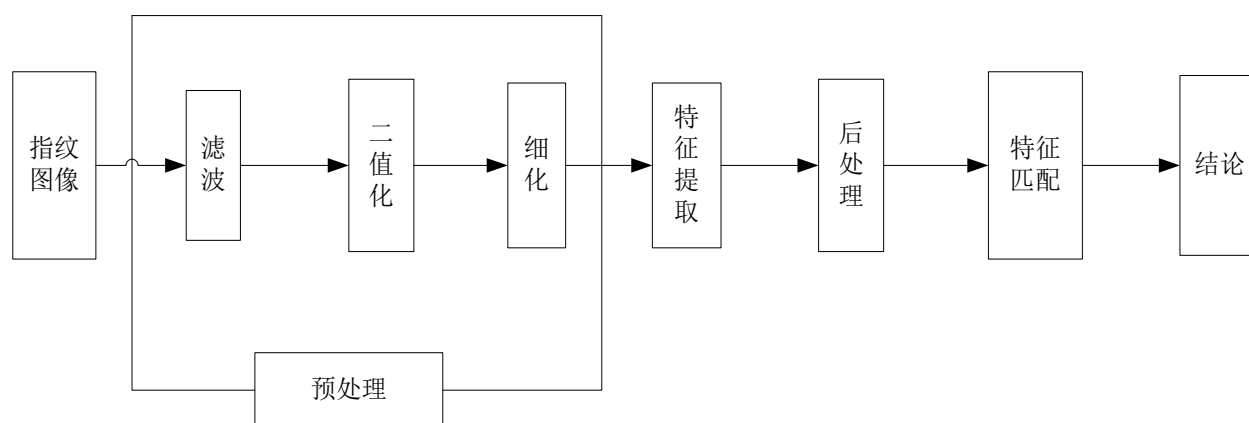 指纹
图像
滤
波
二
值
化
细
化
特
征
提
取
后
处
理
特征
匹配
结论
预处理